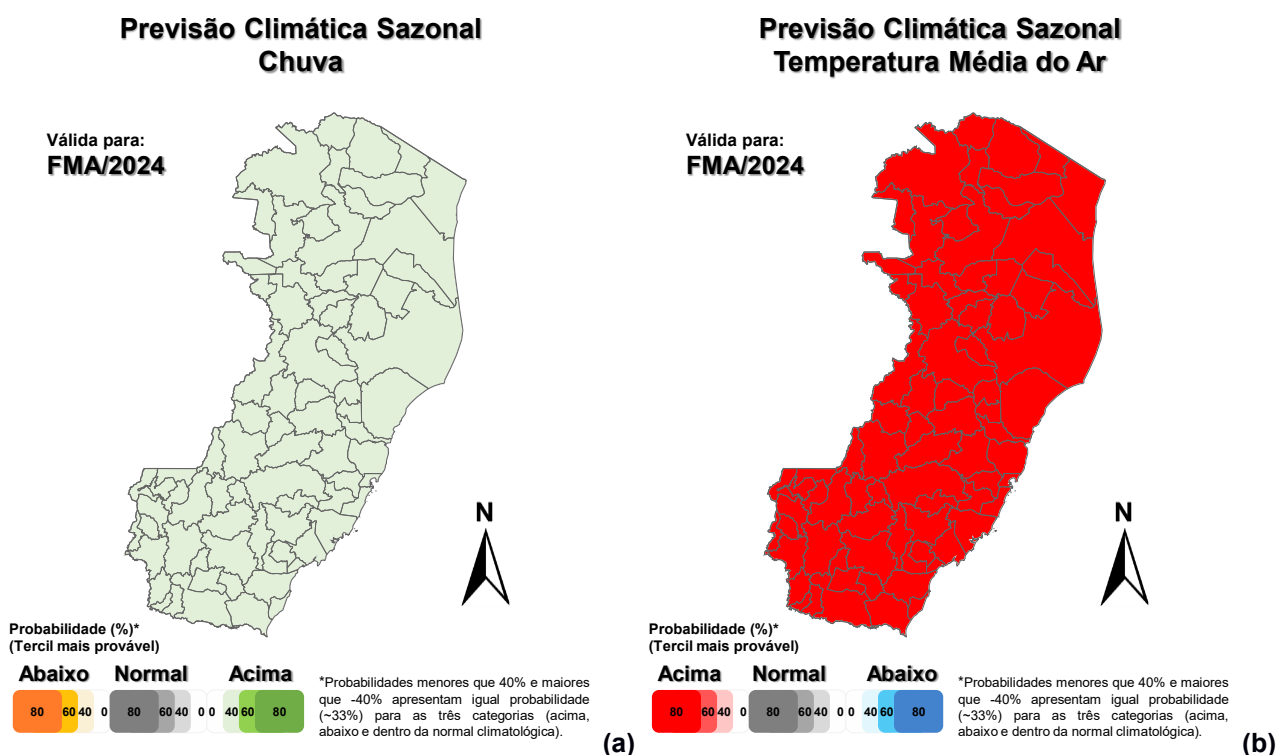 Previsão Climática Sazonal
Chuva
Válida para:
FMA/2024
N
Probabilidade (%)*
(Tercil mais provável)
Abaixo Normal Acima
80 60 40 0 80 60 40 0 0 40 60 80
*Probabilidades menores que 40% e maiores
que -40% apresentam igual probabilidade
(~33%) para as três categorias (acima,
abaixo e dentro da normal climatológica).
(a)
Previsão Climática Sazonal
Temperatura Média do Ar
Válida para:
FMA/2024
N
Probabilidade (%)*
(Tercil mais provável)
Acima Normal Abaixo
80 60 40 0 80 60 40 0 0 40 60 80
*Probabilidades menores que 40% e maiores
que -40% apresentam igual probabilidade
(~33%) para as três categorias (acima,
abaixo e dentro da normal climatológica).
(b)